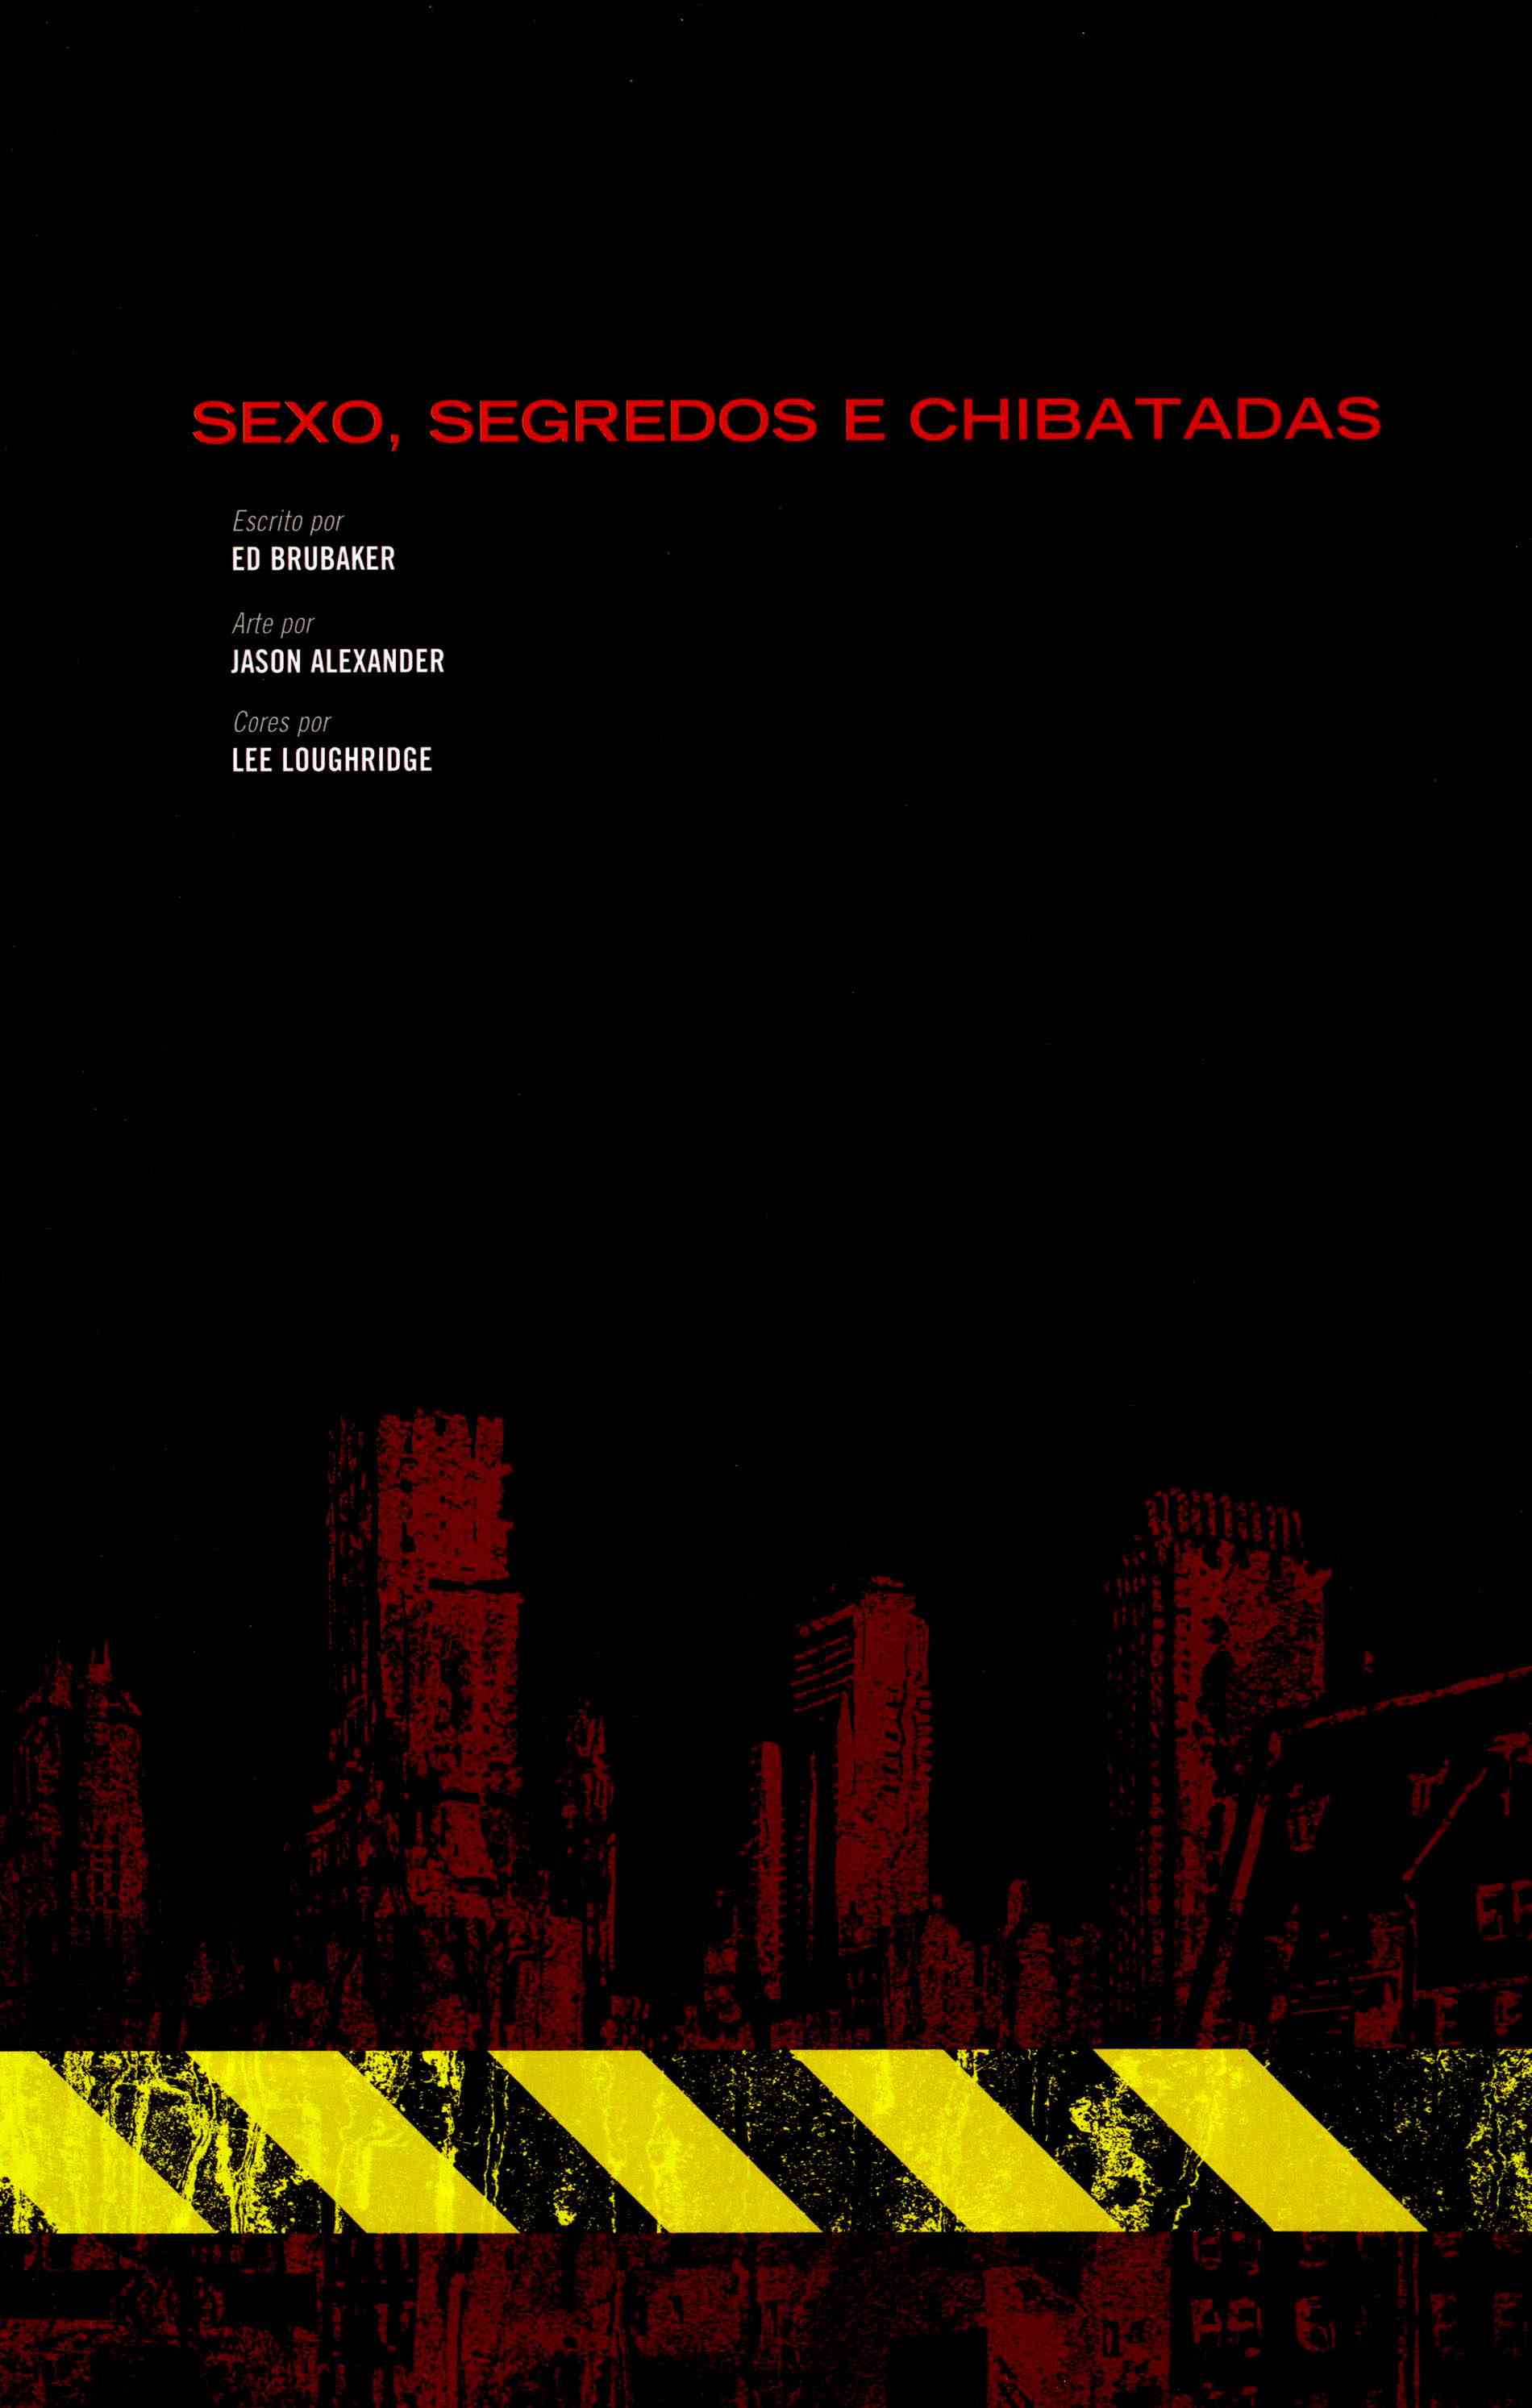 SEXO, SEGREDOS E CHIBATADAS
Escrito por
ED BRUBAKER
Arte por
JASON ALEXANDER
Cores por
LEE LOUGHRIDGE